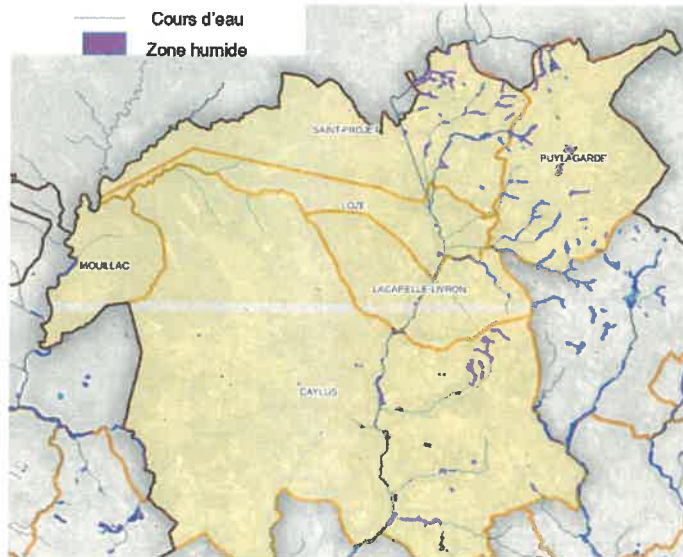 Cours d'eau
Zone humide
SAINT-PROJET
PUYLAGARDE
LOZE
MOUILLAC
LACAPELLE-LIVRON
CAYLUS